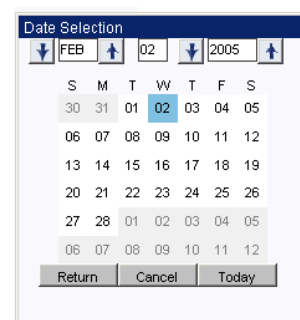 Date Selection
FEB 02 2005
S M T W T F S
30 31 01 02 03 04 05
06 07 08 09 10 11 12
13 14 15 16 17 18 19
20 21 22 23 24 25 26
27 28 01 02 03 04 05
06 07 08 09 10 11 12
Return Cancel Today